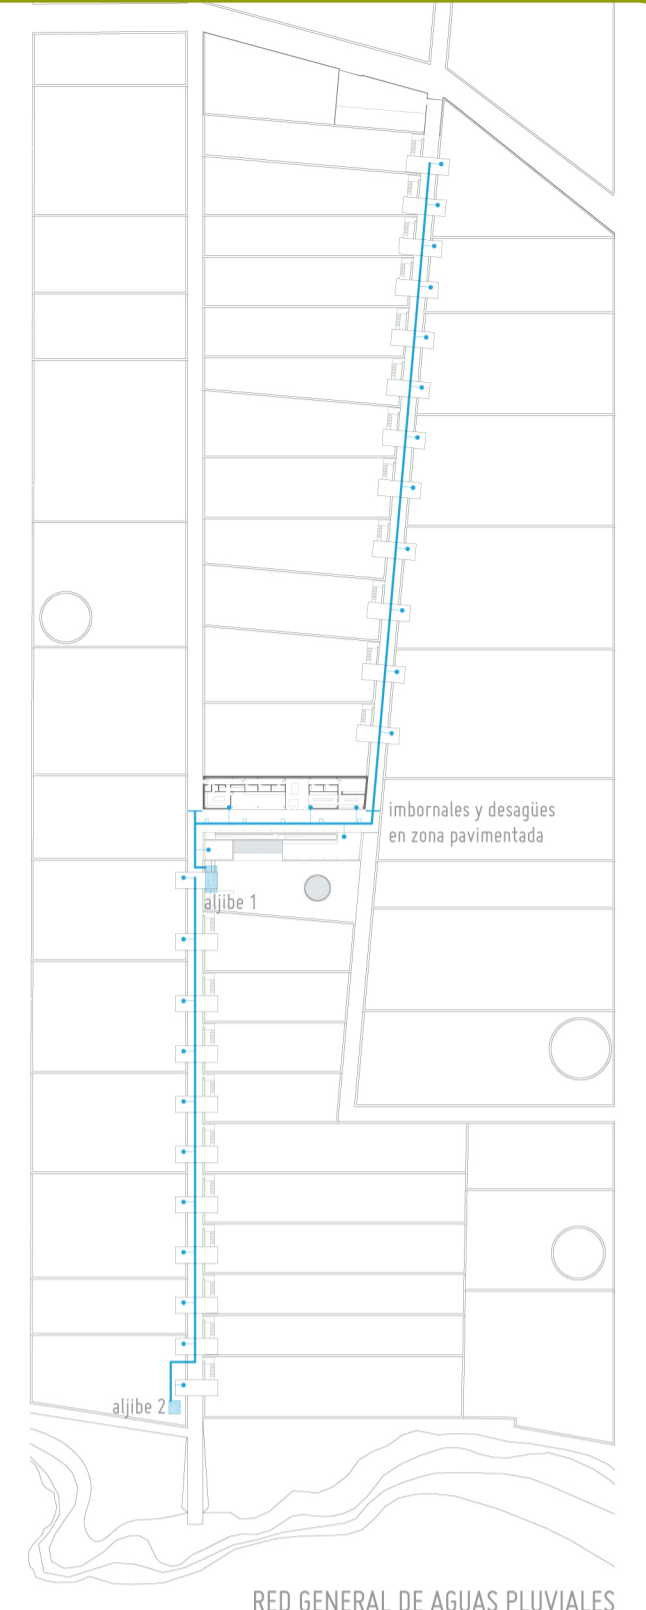 imbornales y desagües
en zona pavimentada
aljibe 1
aljibe 2
RED GENERAL DE AGUAS PLUVIALES